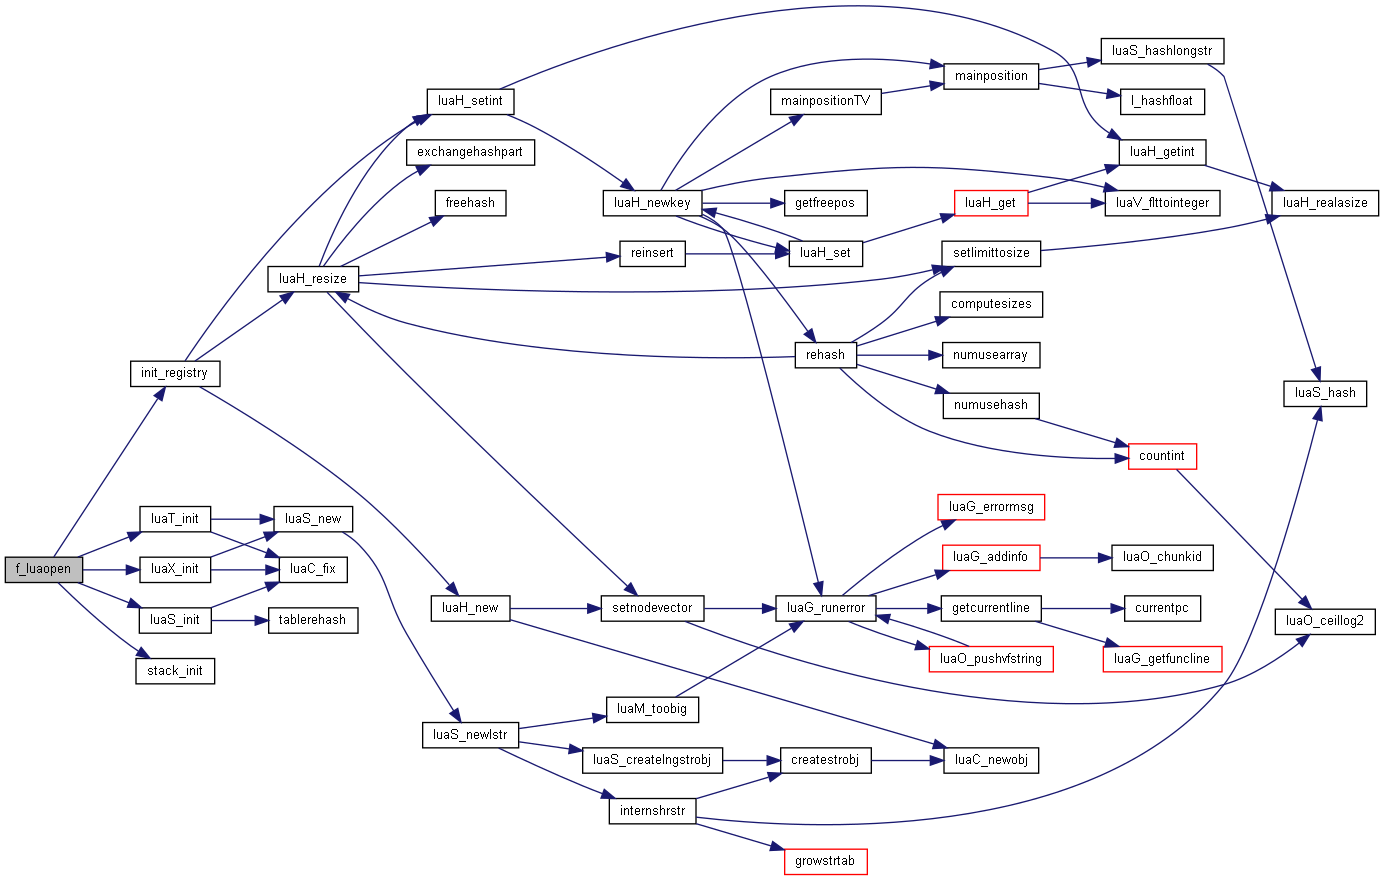 luaS_hashlongstr
mainposition
luaH_setint
mainpositionTV
l_hashfloat
exchangehashpart
luaH_getint
freehash
luaH_newkey
getfreepos
luaH_get
luaV_flttointeger
luaH_realasize
reinsert
luaH_set
setlimittosize
luaH_resize
computesizes
rehash
numusearray
init_registry
luaS_hash
numusehash
countint
luaG_errormsg
luaT_init
luaS_new
luaG_addinfo
luaO_chunkid
f_luaopen
luaX_init
luaC_fix
luaH_new
setnodevector
luaG_runerror
getcurrentline
currentpc
luaS_init
tablerehash
luaO_ceillog2
luaO_pushvfstring
luaG_getfuncline
stack_init
luaM_toobig
luaS_newlstr
luaS_createlngstrobj
createstrobj
luaC_newobj
internshrstr
growstrtab